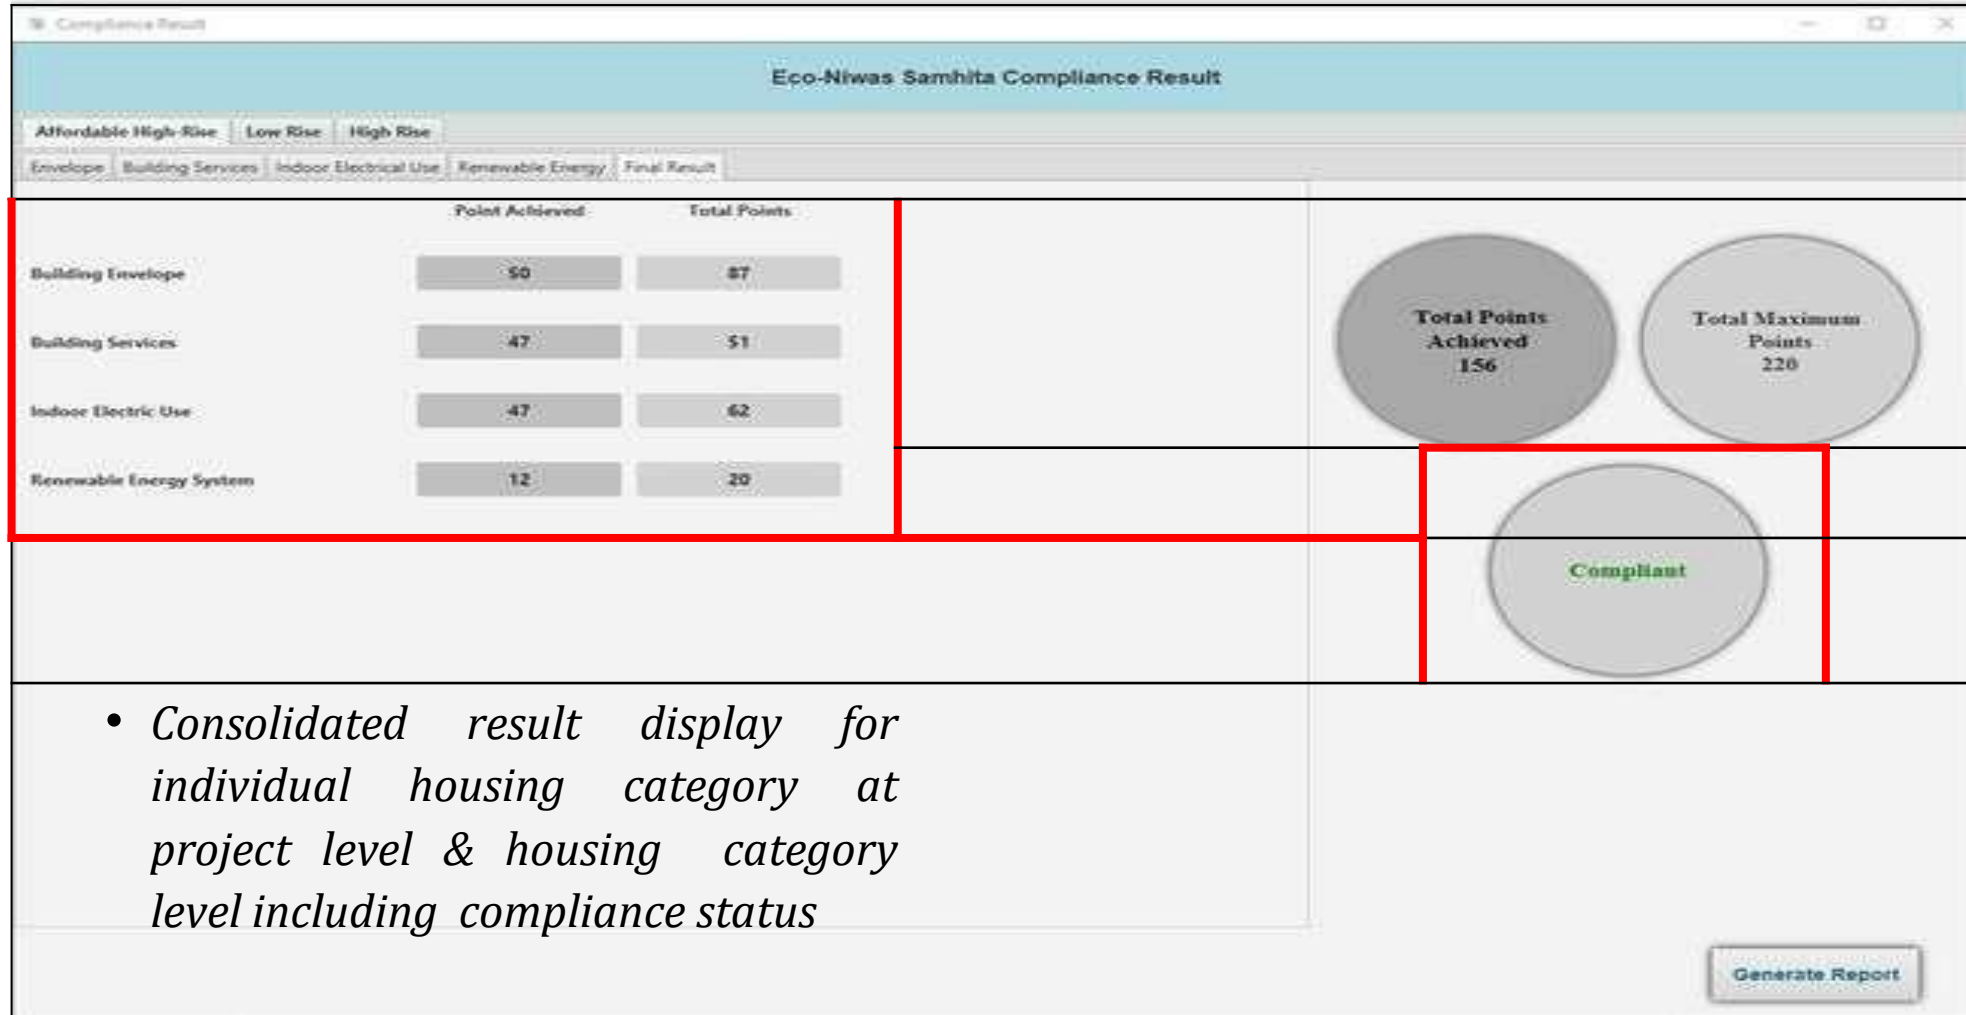 Compliance Result
Eco-Niwas Samhita Compliance Result
Affordable High-Rise Low Rise High Rise
Envelope Building Services Indoor Electrical Use Renewable Energy Final Result
Point Achieved Total Points
Building Envelope 50 87
Building Services 47 51
Indoor Electric Use 47 62
Renewable Energy System 12 20
Total Points
Achieved
156
Total Maximum
Points
220
Compliant
• Consolidated result display for
individual housing category at
project level & housing category
level including compliance status
Generate Report